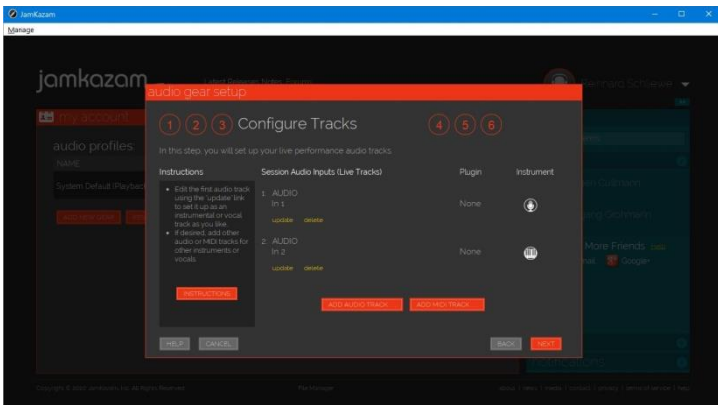 JamKazam
Manage
jamkazam
audio gear setup
my account
audio profiles
NAME
System Default (Playbac
1 2 3 Configure Tracks 4 5 6
In this step, you will set up your live performance audio tracks.
Instructions
Edit the first audio track
using the 'update' link
to set it up as an
instrumental or vocal
track as you like.
If desired, add other
audio or MIDI tracks for
other instruments or
vocals.
INSTRUCTIONS
Session Audio Inputs (Live Tracks) Plugin Instrument
1 AUDIO
In 1 None
update delete
2 AUDIO
In 2 None
update delete
ADD AUDIO TRACK ADD MIDI TRACK
HELP CANCEL BACK NEXT
More Friends
Google+
notifications
File Manager